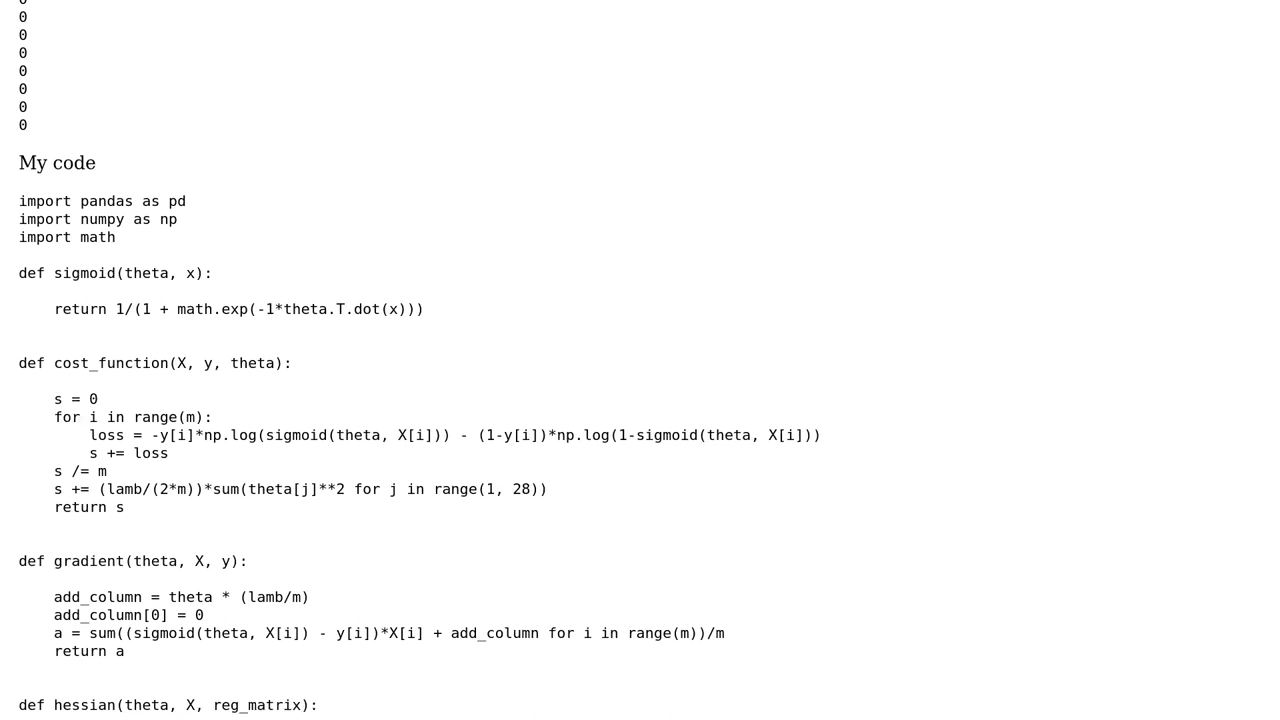 0
0
0
0
0
0
0
0
My code
import pandas as pd
import numpy as np
import math
def sigmoid(theta, x):
    return 1/(1 + math.exp(-1*theta.T.dot(x)))
def cost_function(X, y, theta):
    s = 0
    for i in range(m):
        loss = -y[i]*np.log(sigmoid(theta, X[i])) - (1-y[i])*np.log(1-sigmoid(theta, X[i]))
        s += loss
    s /= m
    s += (lamb/(2*m))*sum(theta[j]**2 for j in range(1, 28))
    return s
def gradient(theta, X, y):
    add_column = theta * (lamb/m)
    add_column[0] = 0
    a = sum((sigmoid(theta, X[i]) - y[i])*X[i] + add_column for i in range(m))/m
    return a
def hessian(theta, X, reg_matrix):